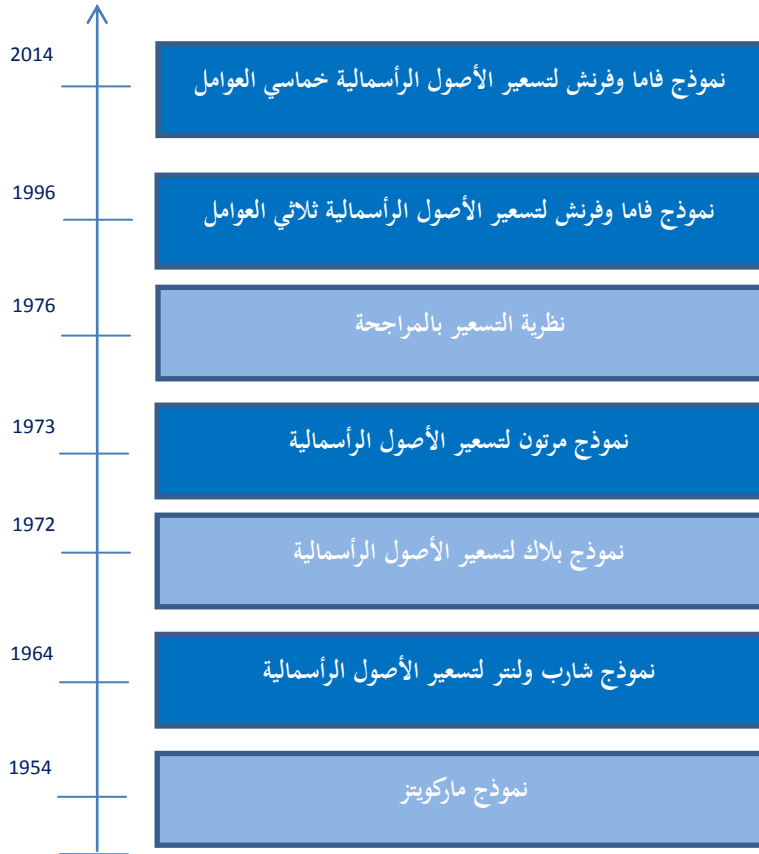 2014
نموذج فاما وفرنش لتسعير الأصول الرأسمالية خماسي العوامل
1996
نموذج فاما وفرنش لتسعير الأصول الرأسمالية ثلاثي العوامل
1976
نظرية التسعير بالمراجحة
1973
نموذج مرتون لتسعير الأصول الرأسمالية
1972
نموذج بلاك لتسعير الأصول الرأسمالية
1964
نموذج شارب ولنتر لتسعير الأصول الرأسمالية
1954
نموذج ماركويتز